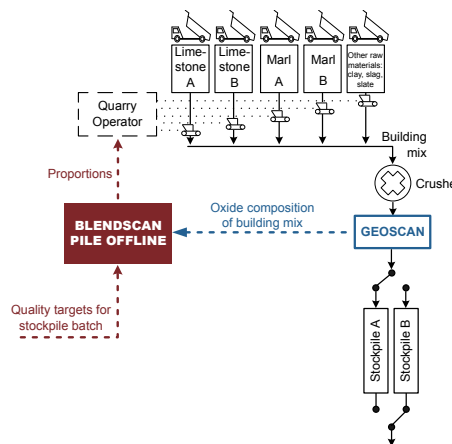 Lime-
stone
A
Lime-
stone
B
Marl
A
Marl
B
Other raw
materials:
clay, slag,
slate
Quarry
Operator
Building
mix
Proportions
Crushe
Oxide composition
of building mix
BLENDSCAN
PILE OFFLINE
GEOSCAN
Quality targets for
stockpile batch
Stockpile A
Stockpile B